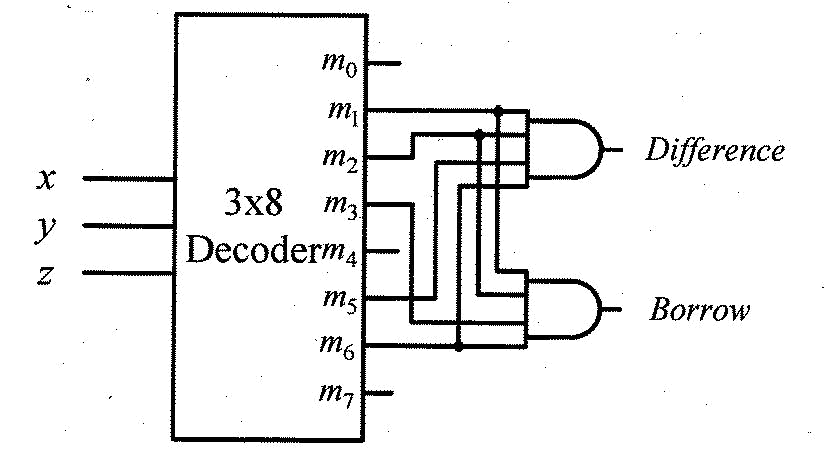 m0
m1
m2
m3
m4
m5
m6
m7
x
y
z
3x8
Decoder
Difference
Borrow